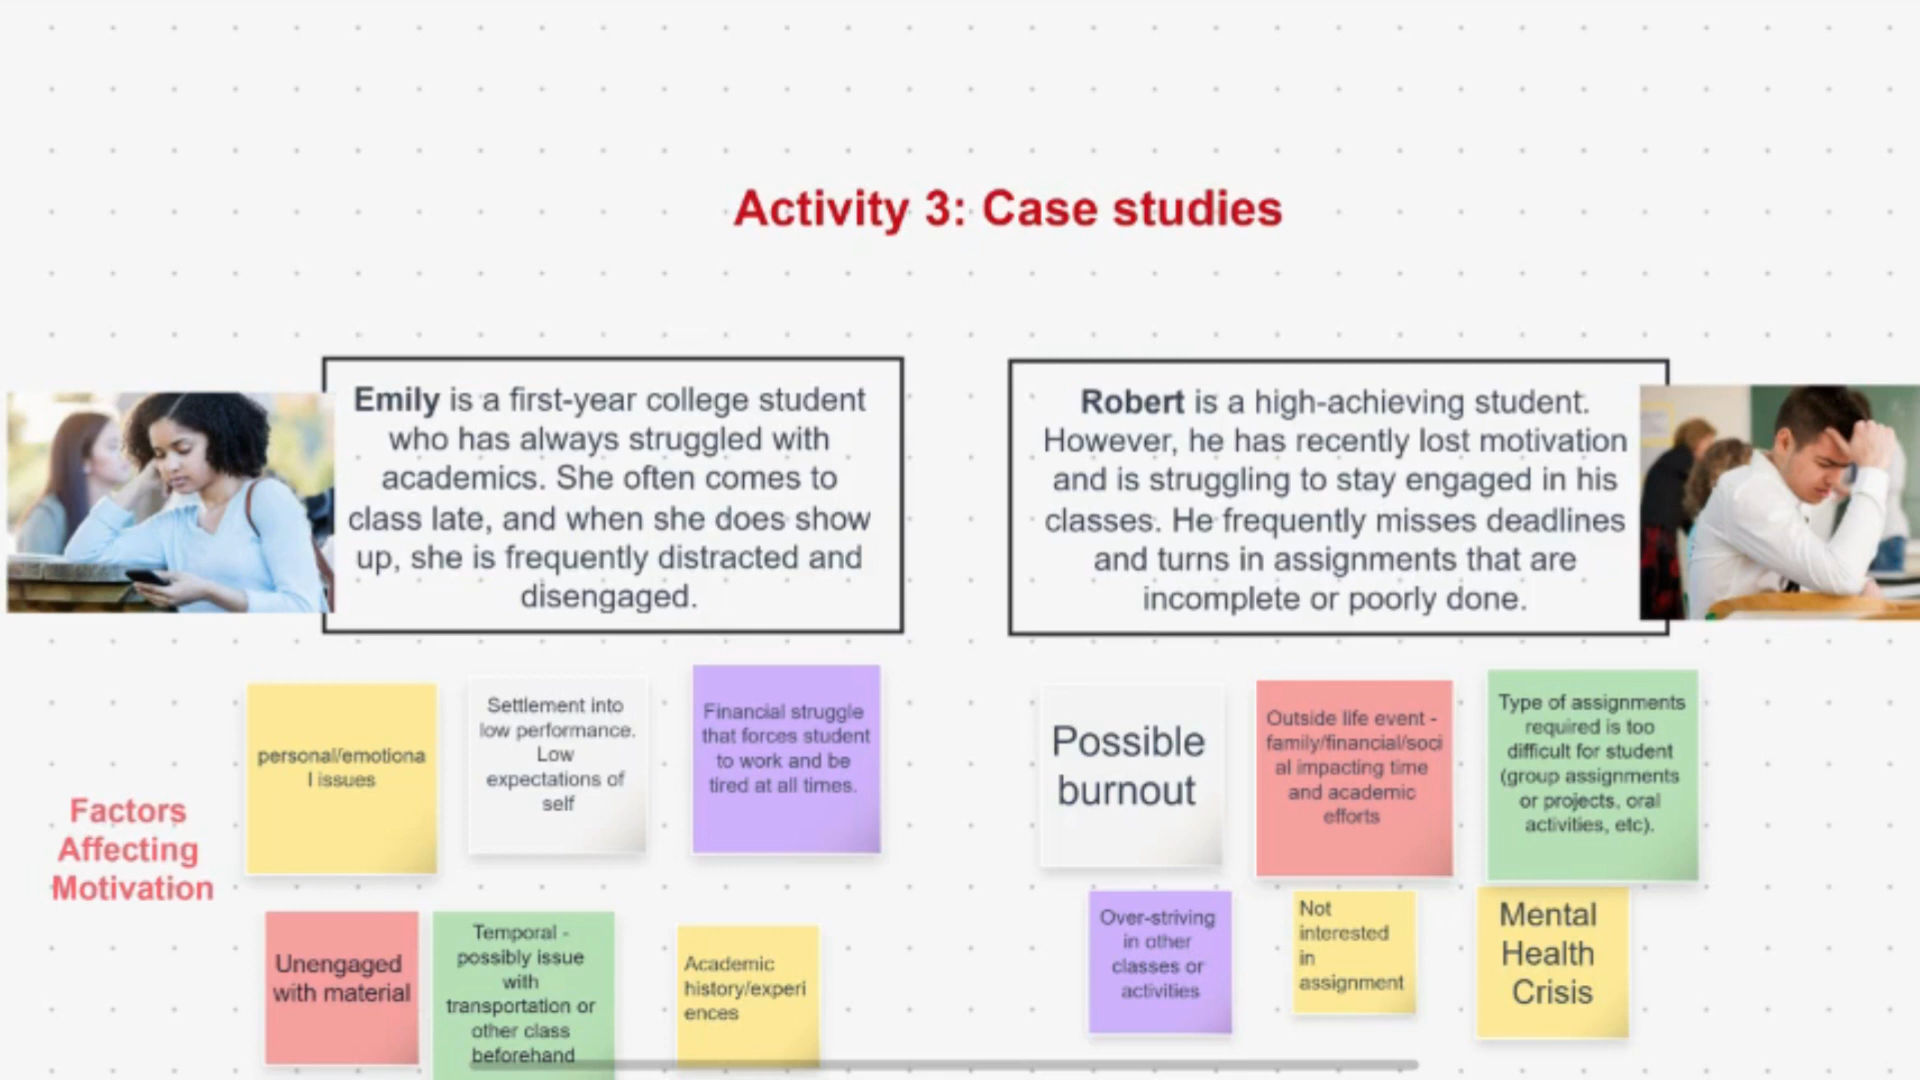 Activity 3: Case studies
Emily is a first-year college student
who has always struggled with
academics. She often comes to
class late, and when she does show
up, she is frequently distracted and
disengaged.
Robert is a high-achieving student.
However, he has recently lost motivation
and is struggling to stay engaged in his
classes. He frequently misses deadlines
and turns in assignments that are
incomplete or poorly done.
Factors
Affecting
Motivation
personal/emotiona
l issues
Settlement into
low performance.
Low
expectations of
self
Financial struggle
that forces student
to work and be
tired at all times.
Unengaged
with material
Temporal -
possibly issue
with
transportation or
other class
beforehand
Academic
history/experi
ences
Possible
burnout
Outside life event -
family/financial/soci
al impacting time
and academic
efforts
Type of assignments
required is too
difficult for student
(group assignments
or projects, oral
activities, etc).
Over-striving
in other
classes or
activities
Not
interested
in
assignment
Mental
Health
Crisis